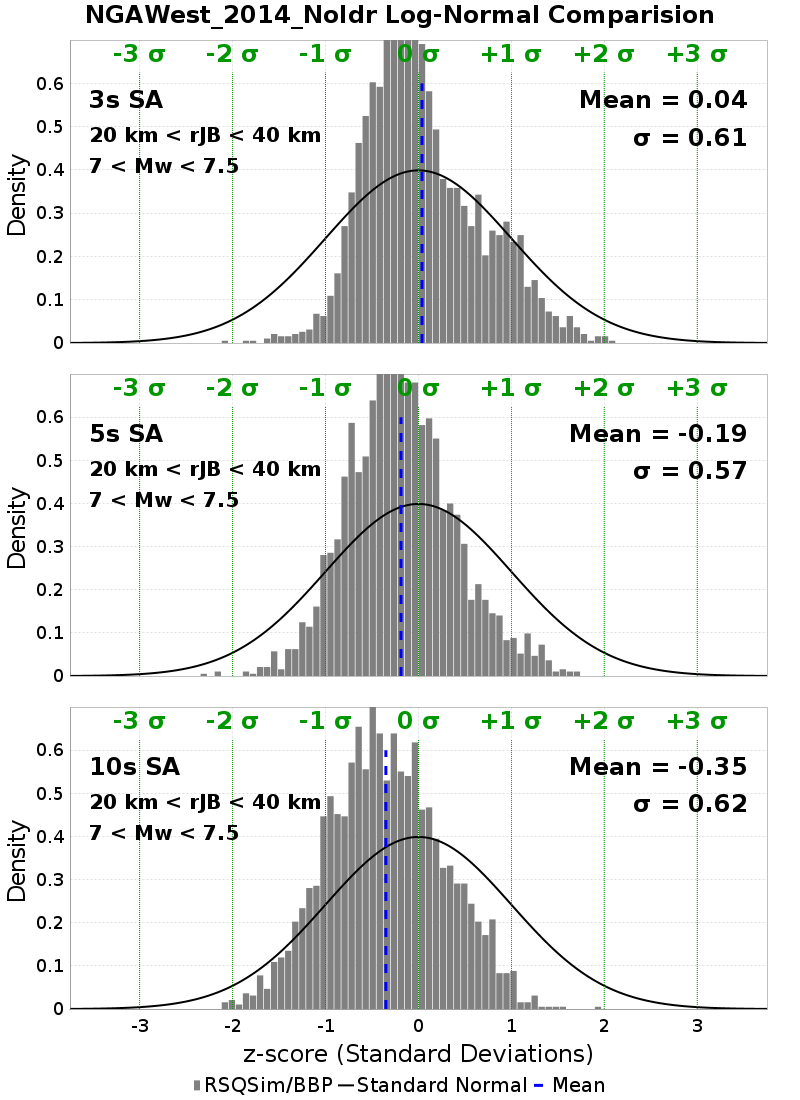 NGAWest_2014_NoIdr Log-Normal Comparision
-3 σ -2 σ -1 σ 0 σ +1 σ +2 σ +3 σ
3s SA
20 km < rJB < 40 km
7 < Mw < 7.5
Mean = 0.04
σ = 0.61
0.6
0.5
0.4
0.3
0.2
0.1
0
Density
-3 σ -2 σ -1 σ 0 σ +1 σ +2 σ +3 σ
5s SA
20 km < rJB < 40 km
7 < Mw < 7.5
Mean = -0.19
σ = 0.57
0.6
0.5
0.4
0.3
0.2
0.1
0
Density
-3 σ -2 σ -1 σ 0 σ +1 σ +2 σ +3 σ
10s SA
20 km < rJB < 40 km
7 < Mw < 7.5
Mean = -0.35
σ = 0.62
0.6
0.5
0.4
0.3
0.2
0.1
0
Density
-3 -2 -1 0 1 2 3
z-score (Standard Deviations)
RSQSim/BBP Standard Normal Mean